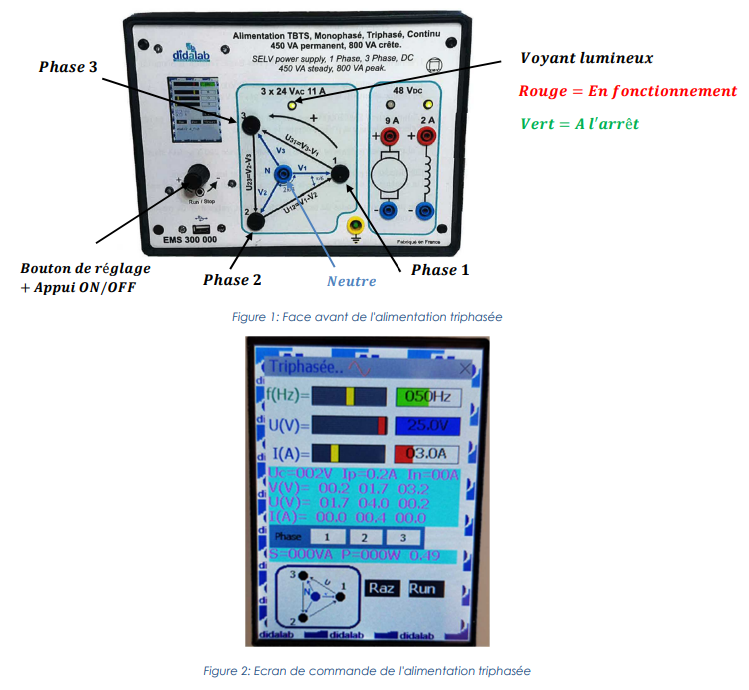 Alimentation TBTS, Monophasé, Triphasé, Continu
450 VA permanent, 800 VA crête.
SELV power supply, 1 Phase, 3 Phase, DC
450 VA steady, 800 VA peak.
didalab
Phase 3
Voyant lumineux
Rouge = En fonctionnement
Vert = A l'arrêt
3 x 24 VAC 11 A
48 VDC
9 A
2 A
3
+
U31=V3-V1
V3
U23=V2-V3
N
V1
1
V2
U12=V1-V2
2
+
-
Run / Stop
+
+
-
-
EMS 300 000
Fabriqué en France
Bouton de réglage
+ Appui ON/OFF
Phase 2
Neutre
Phase 1
Figure 1: Face avant de l'alimentation triphasée
Triphasée..
f(Hz)= 050Hz
U(V)= 25.0V
I(A)= 03.0A
Uc=002V Ip=0.2A In=00A
V(V)= 00.2 01.7 03.2
U(V)= 01.7 04.0 00.2
I(A)= 00.0 00.4 00.0
Phase 1 2 3
S=000VA P=000W 0.49
3
U
N
1
2
Raz Run
didalab didalab didalab
Figure 2: Ecran de commande de l'alimentation triphasée